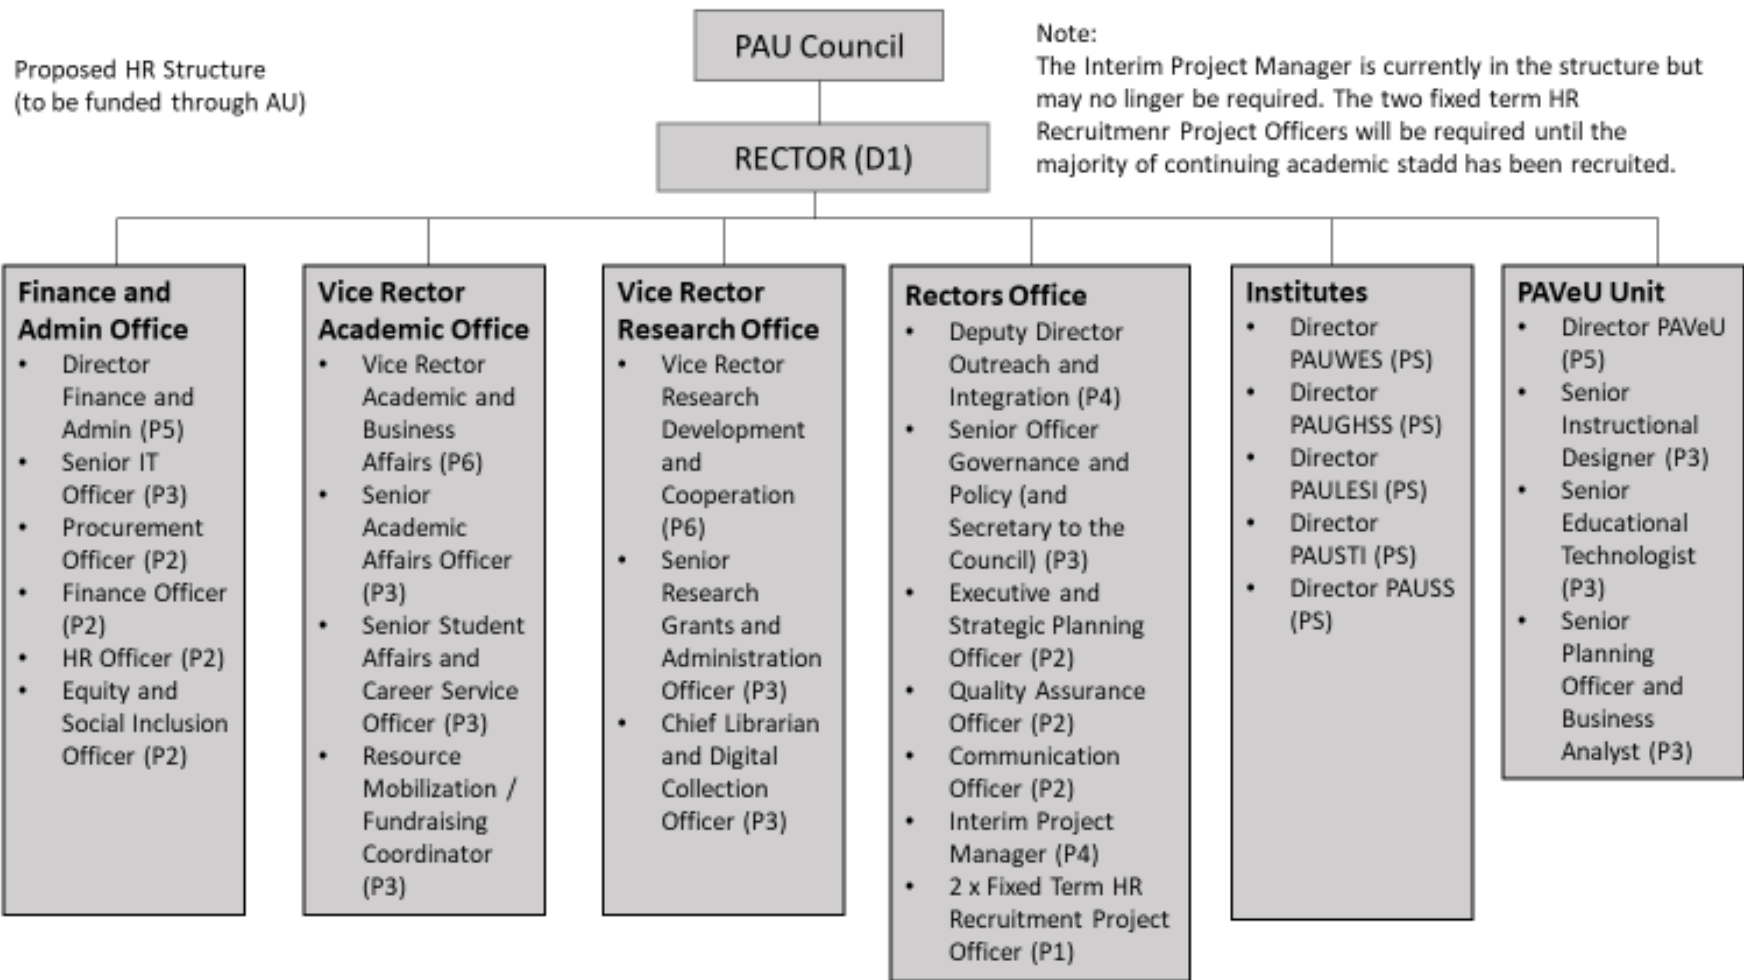 Proposed HR Structure
(to be funded through AU)
PAU Council
RECTOR (D1)
Note:
The Interim Project Manager is currently in the structure but
may no linger be required. The two fixed term HR
Recruitmenr Project Officers will be required until the
majority of continuing academic stadd has been recruited.
Finance and
Admin Office
• Director
Finance and
Admin (P5)
• Senior IT
Officer (P3)
• Procurement
Officer (P2)
• Finance Officer
(P2)
• HR Officer (P2)
• Equity and
Social Inclusion
Officer (P2)
Vice Rector
Academic Office
• Vice Rector
Academic and
Business
Affairs (P6)
• Senior
Academic
Affairs Officer
(P3)
• Senior Student
Affairs and
Career Service
Officer (P3)
• Resource
Mobilization /
Fundraising
Coordinator
(P3)
Vice Rector
Research Office
• Vice Rector
Research
Development
and
Cooperation
(P6)
• Senior
Research
Grants and
Administration
Officer (P3)
• Chief Librarian
and Digital
Collection
Officer (P3)
Rectors Office
• Deputy Director
Outreach and
Integration (P4)
• Senior Officer
Governance and
Policy (and
Secretary to the
Council) (P3)
• Executive and
Strategic Planning
Officer (P2)
• Quality Assurance
Officer (P2)
• Communication
Officer (P2)
• Interim Project
Manager (P4)
• 2 x Fixed Term HR
Recruitment Project
Officer (P1)
Institutes
• Director
PAUWES (PS)
• Director
PAUGHSS (PS)
• Director
PAULESI (PS)
• Director
PAUSTI (PS)
• Director PAUSS
(PS)
PAVeU Unit
• Director PAVeU
(P5)
• Senior
Instructional
Designer (P3)
• Senior
Educational
Technologist
(P3)
• Senior
Planning
Officer and
Business
Analyst (P3)